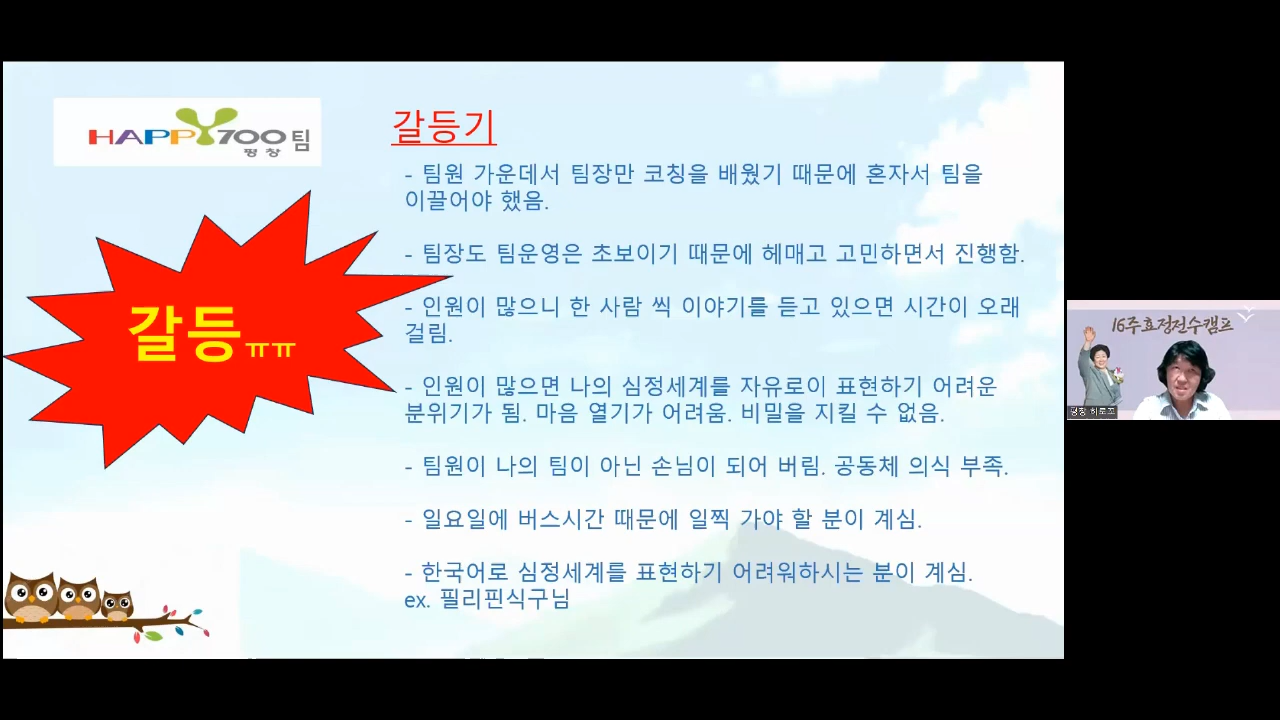 HAPPY700팀
평창
갈등기
- 팀원 가운데서 팀장만 코칭을 배웠기 때문에 혼자서 팀을
이끌어야 했음.
- 팀장도 팀운영은 초보이기 때문에 헤매고 고민하면서 진행함.
- 인원이 많으니 한 사람 씩 이야기를 듣고 있으면 시간이 오래
걸림.
- 인원이 많으면 나의 심정세계를 자유로이 표현하기 어려운
분위기가 됨. 마음 열기가 어려움. 비밀을 지킬 수 없음.
- 팀원이 나의 팀이 아닌 손님이 되어 버림. 공동체 의식 부족.
- 일요일에 버스시간 때문에 일찍 가야 할 분이 계심.
- 한국어로 심정세계를 표현하기 어려워하시는 분이 계심.
ex. 필리핀식구님
갈등ㅠㅠ
16주효정전수캠프
평창 히로꼬